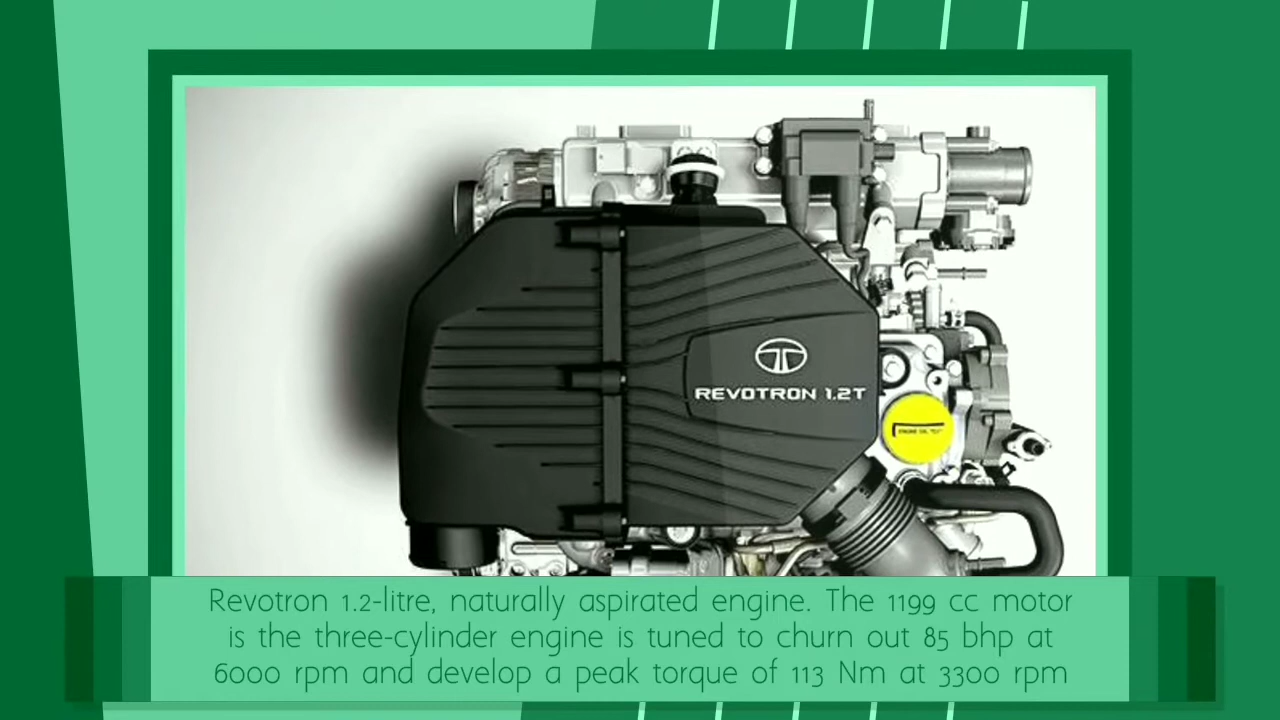 REVOTRON 1.2T
Revotron 1.2-litre, naturally aspirated engine. The 1199 cc motor
is the three-cylinder engine is tuned to churn out 85 bhp at
6000 rpm and develop a peak torque of 113 Nm at 3300 rpm